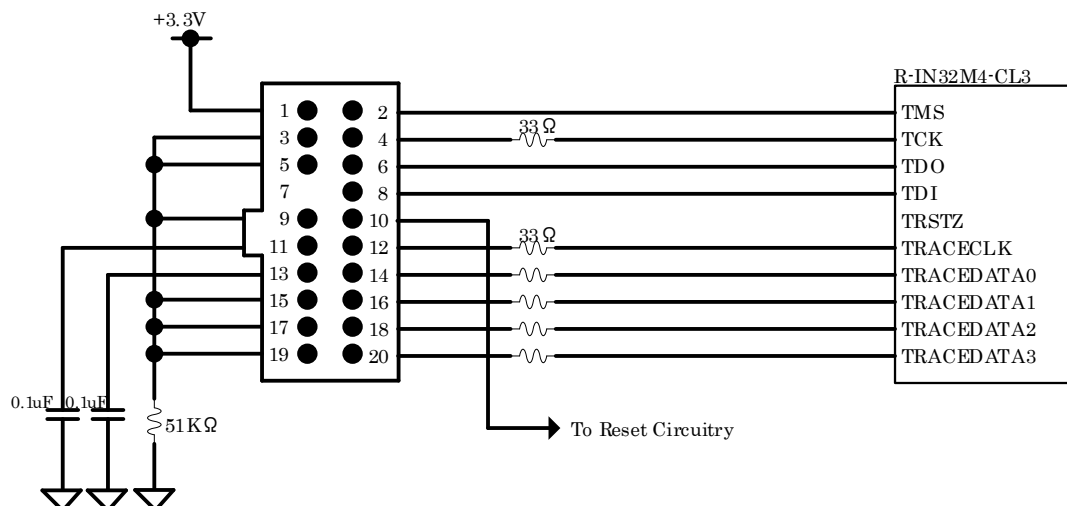 +3.3V
R-IN32M4-CL3
1 2 TMS
3 4 33Ω TCK
5 6 TDO
7 8 TDI
9 10 TRSTZ
11 12 33Ω TRACECLK
13 14 TRACEDATA0
15 16 TRACEDATA1
17 18 TRACEDATA2
19 20 TRACEDATA3
0.1uF 0.1uF 51KΩ
To Reset Circuitry